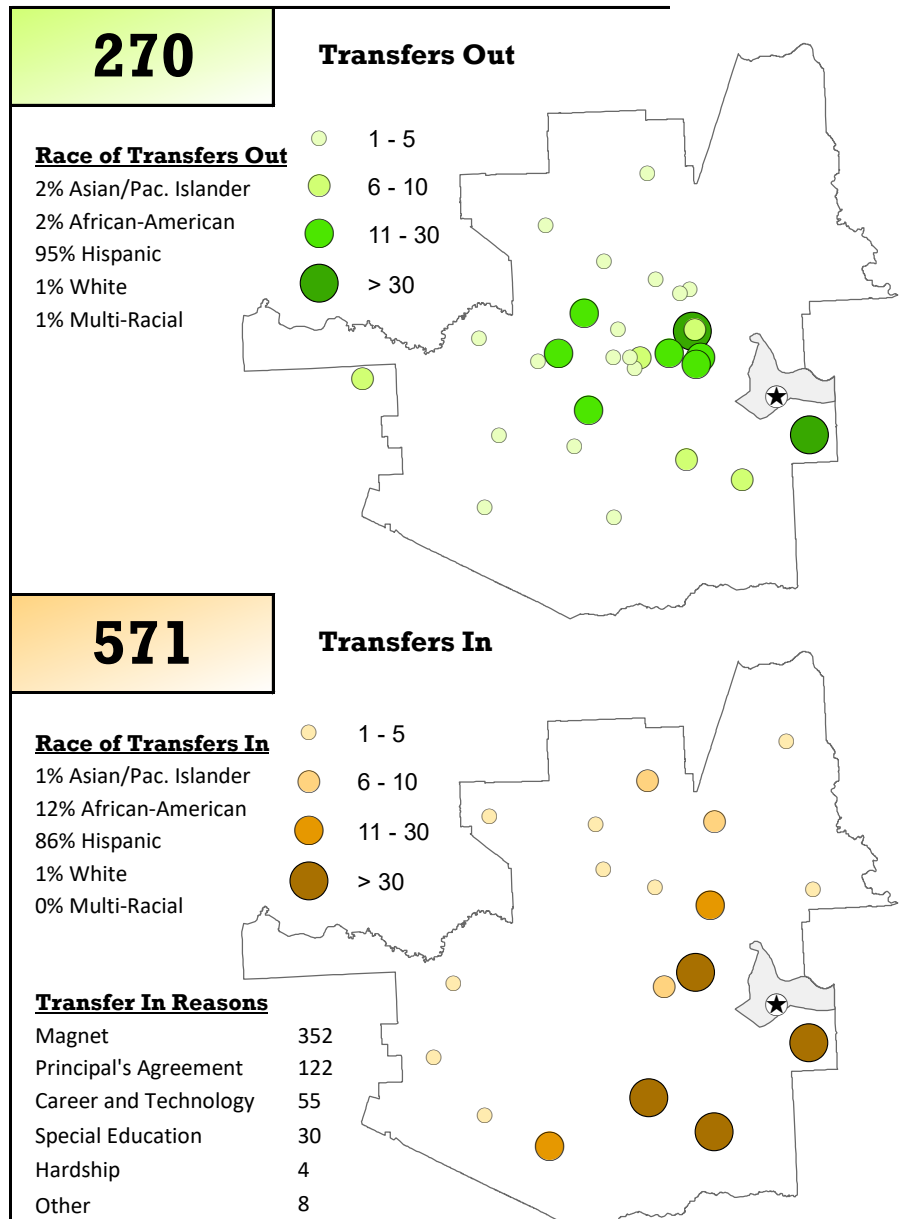 270
Transfers Out
Race of Transfers Out
2% Asian/Pac. Islander
2% African-American
95% Hispanic
1% White
1% Multi-Racial
1 - 5
6 - 10
11 - 30
> 30
571
Transfers In
Race of Transfers In
1% Asian/Pac. Islander
12% African-American
86% Hispanic
1% White
0% Multi-Racial
1 - 5
6 - 10
11 - 30
> 30
Transfer In Reasons
Magnet 352
Principal's Agreement 122
Career and Technology 55
Special Education 30
Hardship 4
Other 8